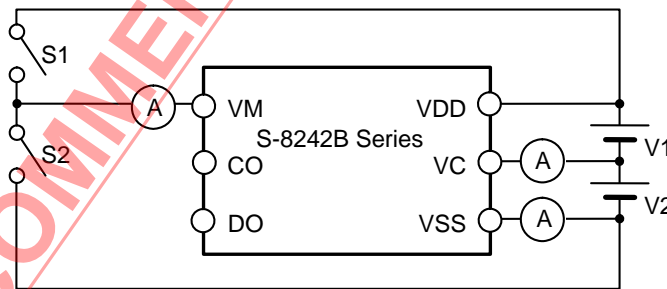 S1
A
VM
VDD
S-8242B Series
V1
S2
CO
VC
A
V2
DO
VSS
A
COMME